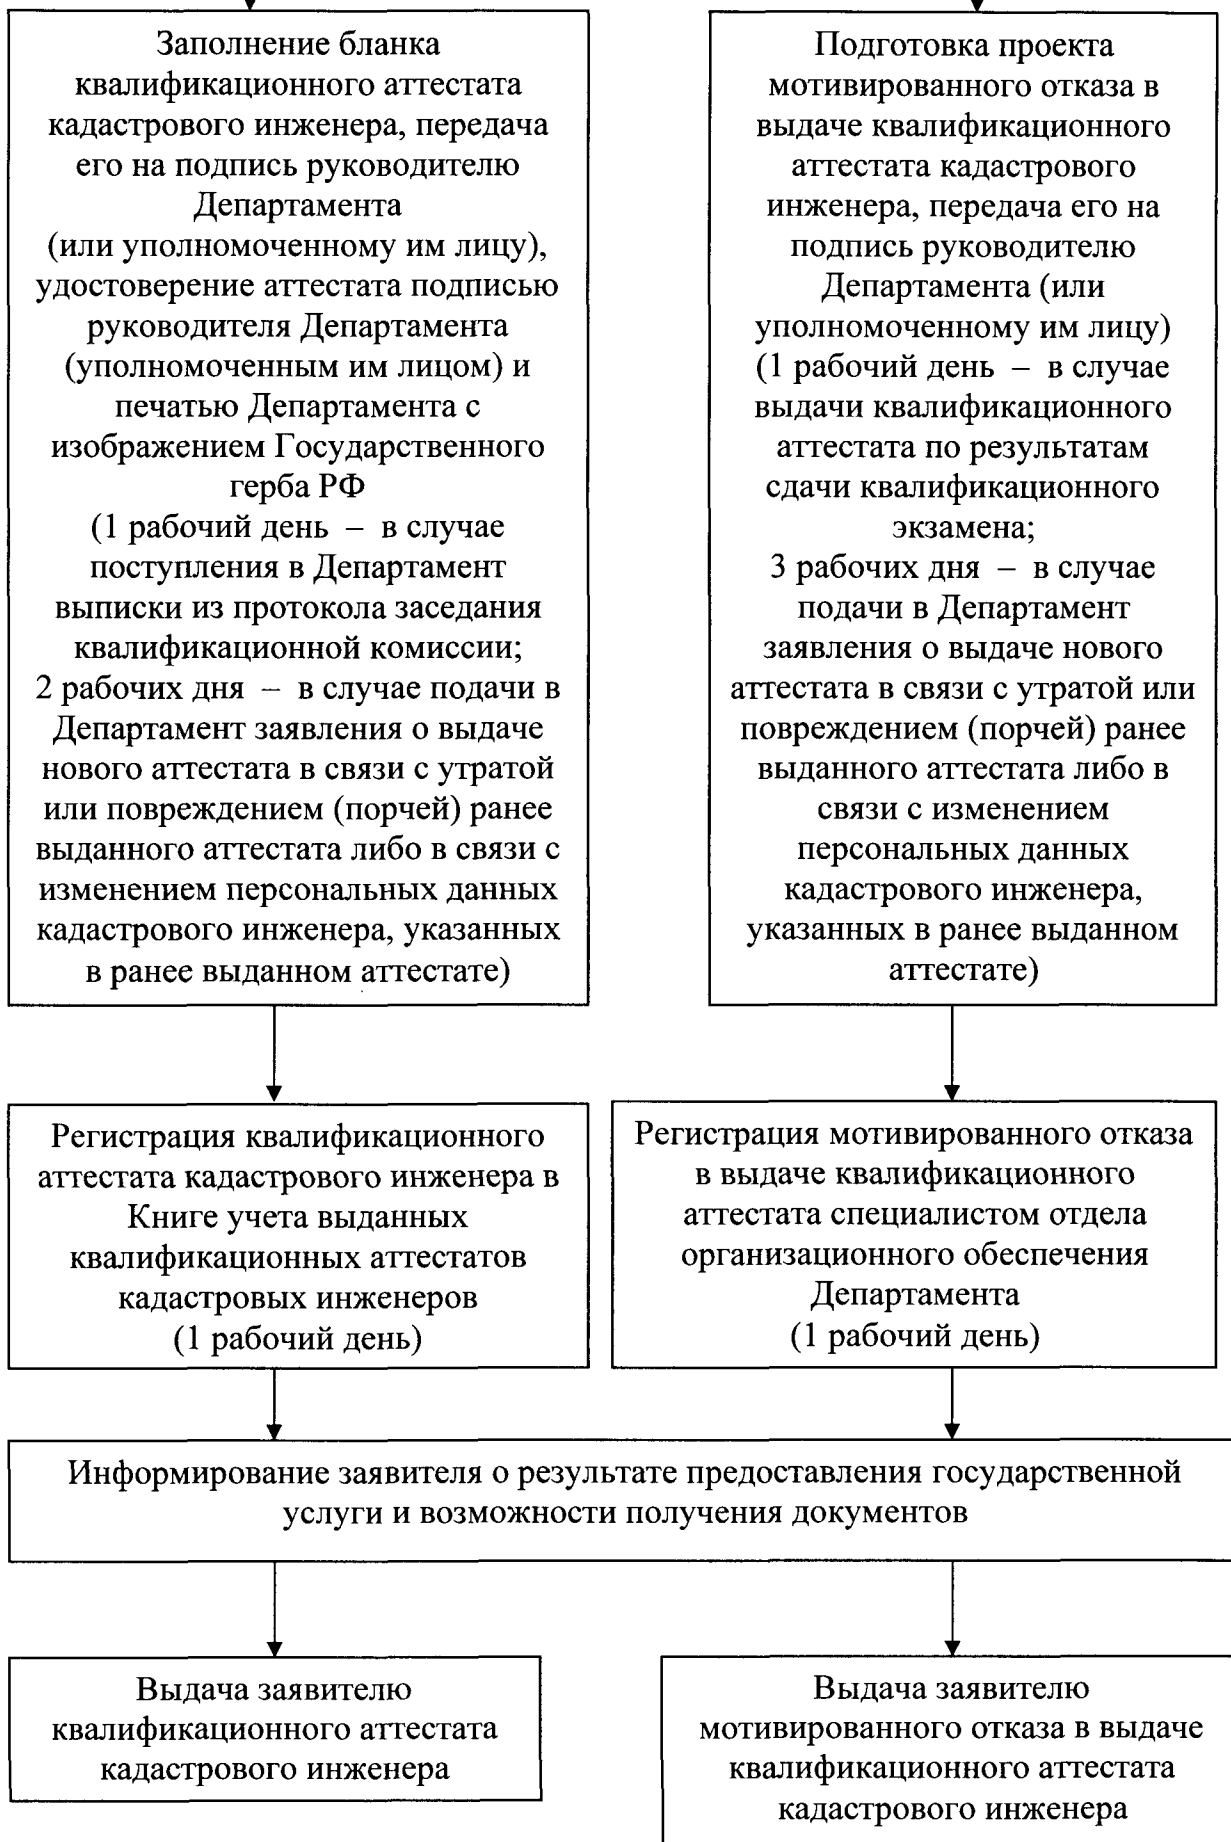 Заполнение бланка
квалификационного аттестата
кадастрового инженера, передача
его на подпись руководителю
Департамента
(или уполномоченному им лицу),
удостоверение аттестата подписью
руководителя Департамента
(уполномоченным им лицом) и
печатью Департамента с
изображением Государственного
герба РФ
(1 рабочий день – в случае
поступления в Департамент
выписки из протокола заседания
квалификационной комиссии;
2 рабочих дня – в случае подачи в
Департамент заявления о выдаче
нового аттестата в связи с утратой
или повреждением (порчей) ранее
выданного аттестата либо в связи с
изменением персональных данных
кадастрового инженера, указанных
в ранее выданном аттестате)
Подготовка проекта
мотивированного отказа в
выдаче квалификационного
аттестата кадастрового
инженера, передача его на
подпись руководителю
Департамента (или
уполномоченному им лицу)
(1 рабочий день – в случае
выдачи квалификационного
аттестата по результатам
сдачи квалификационного
экзамена;
3 рабочих дня – в случае
подачи в Департамент
заявления о выдаче нового
аттестата в связи с утратой или
повреждением (порчей) ранее
выданного аттестата либо в
связи с изменением
персональных данных
кадастрового инженера,
указанных в ранее выданном
аттестате)
Регистрация квалификационного
аттестата кадастрового инженера в
Книге учета выданных
квалификационных аттестатов
кадастровых инженеров
(1 рабочий день)
Регистрация мотивированного отказа
в выдаче квалификационного
аттестата специалистом отдела
организационного обеспечения
Департамента
(1 рабочий день)
Информирование заявителя о результате предоставления государственной
услуги и возможности получения документов
Выдача заявителю
квалификационного аттестата
кадастрового инженера
Выдача заявителю
мотивированного отказа в выдаче
квалификационного аттестата
кадастрового инженера